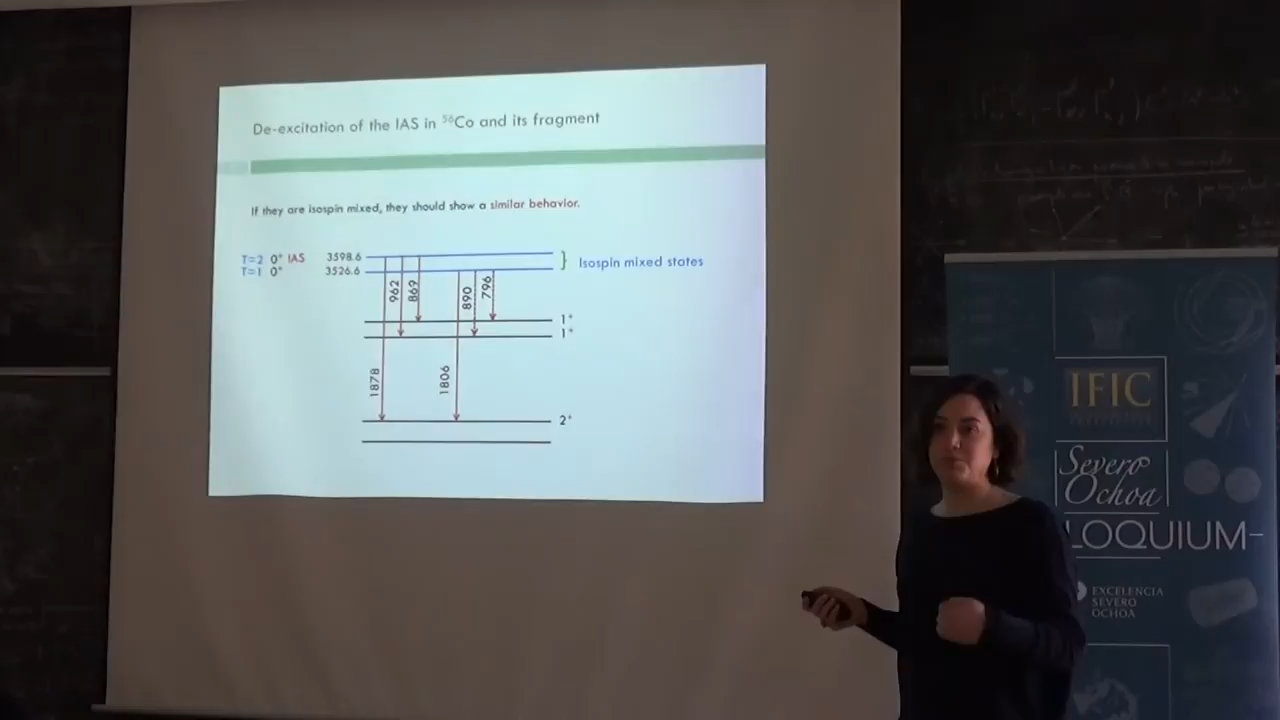 De-excitation of the IAS in ⁵⁶Co and its fragment
If they are isospin mixed, they should show a similar behavior.
T=2 0⁺ IAS 3598.6
T=1 0⁺ 3526.6
} Isospin mixed states
962 869 890 796
1⁺
1⁺
1878 1806
2⁺
IFIC
Severo
Ochoa
LOQUIUM
EXCELENCIA
SEVERO
OCHOA